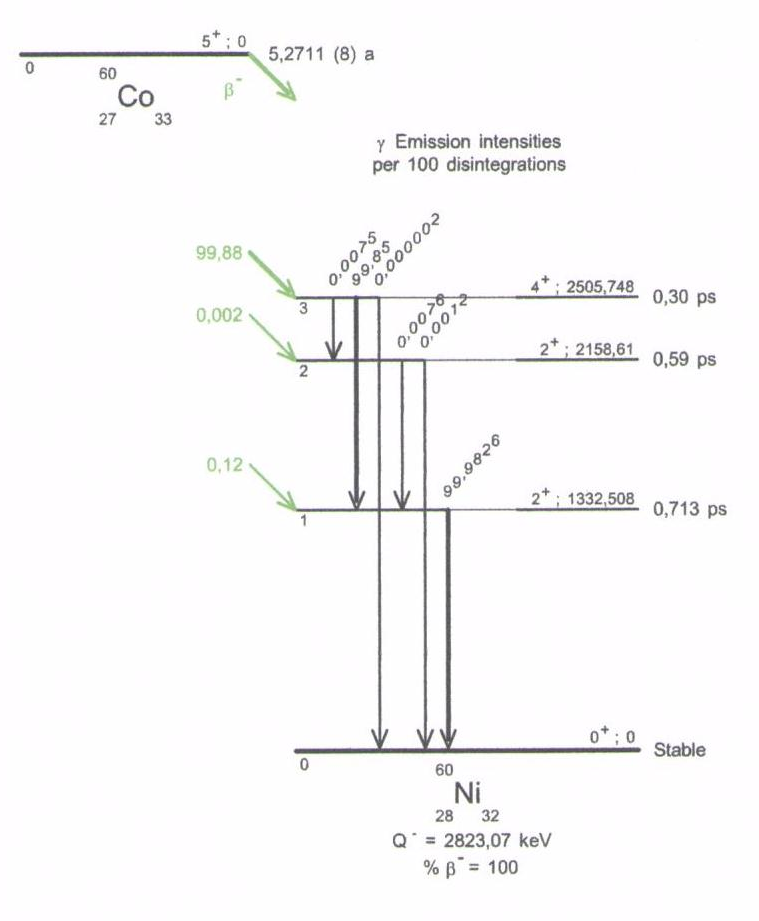 5+ ; 0
5,2711 (8) a
0
60
Co
27 33
β-
γ Emission intensities
per 100 disintegrations
99,88
0,0075
99,85
0,0000002
3
4+ ; 2505,748
0,30 ps
0,002
0,0076
0,0012
2
2+ ; 2158,61
0,59 ps
0,12
99,9826
1
2+ ; 1332,508
0,713 ps
0+ ; 0
Stable
0
60
Ni
28 32
Q- = 2823,07 keV
% β- = 100